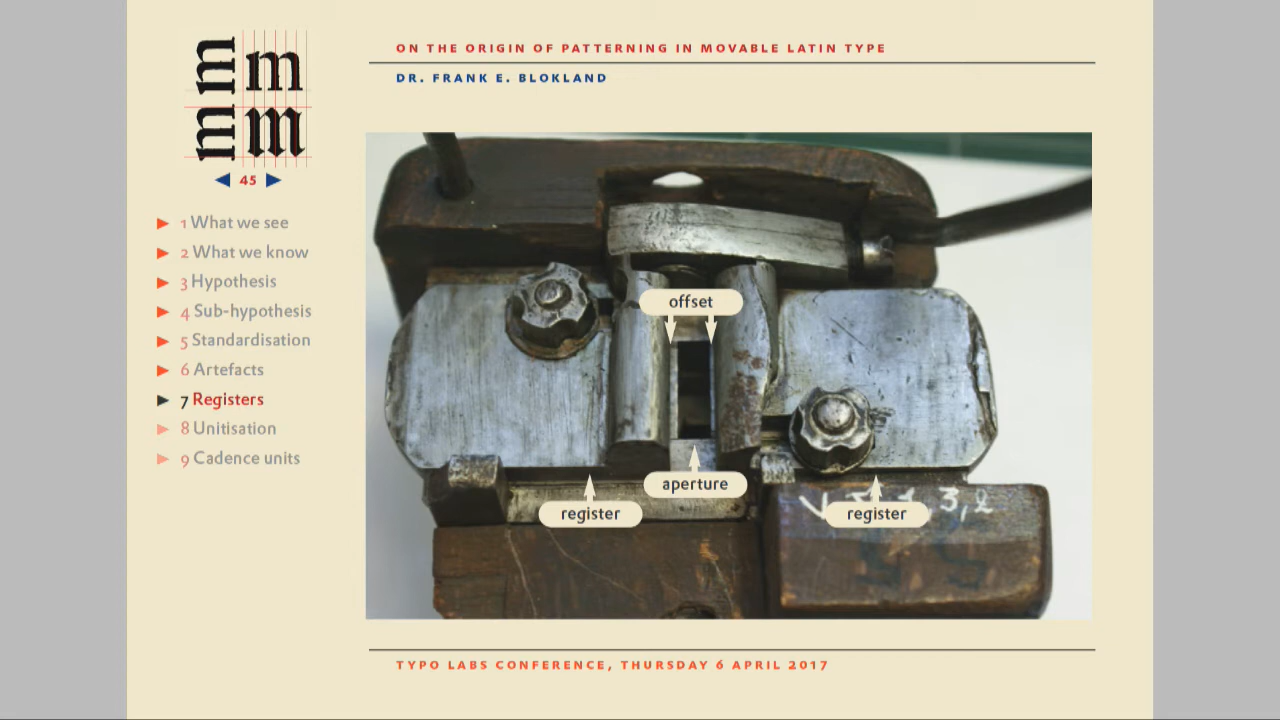 m m
m m
45
1 What we see
2 What we know
3 Hypothesis
4 Sub-hypothesis
5 Standardisation
6 Artefacts
7 Registers
8 Unitisation
9 Cadence units
ON THE ORIGIN OF PATTERNING IN MOVABLE LATIN TYPE
DR. FRANK E. BLOKLAND
offset
aperture
register
register
3,2
TYPO LABS CONFERENCE, THURSDAY 6 APRIL 2017